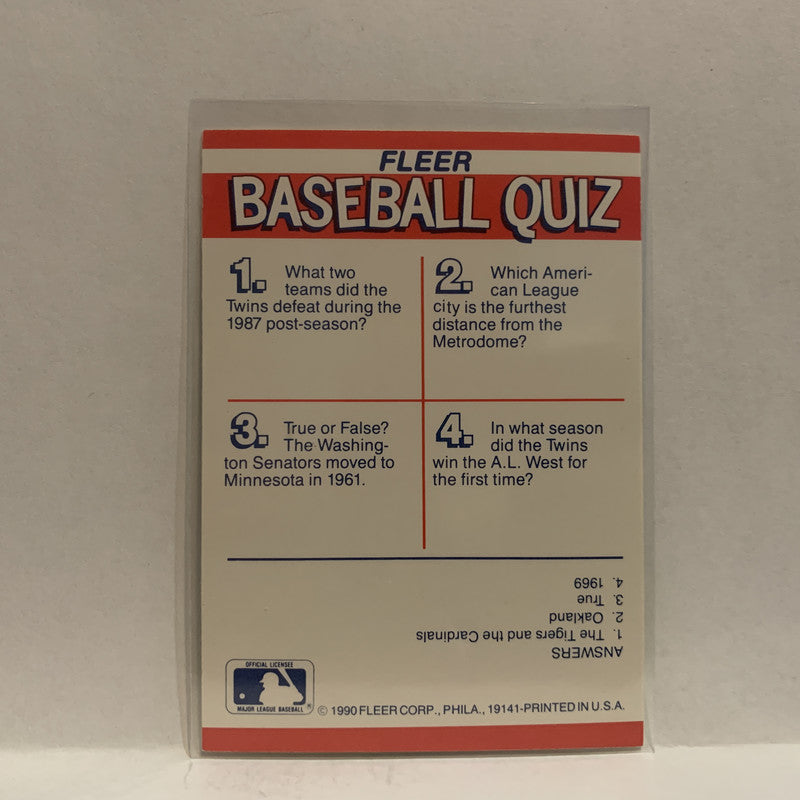 FLEER
BASEBALL QUIZ
1. What two
teams did the
Twins defeat during the
1987 post-season?
2. Which Ameri-
can League
city is the furthest
distance from the
Metrodome?
3. True or False?
The Washing-
ton Senators moved to
Minnesota in 1961.
4. In what season
did the Twins
win the A.L. West for
the first time?
ANSWERS
1. The Tigers and the Cardinals
2. Oakland
3. True
4. 1969
OFFICIAL LICENSEE
MAJOR LEAGUE BASEBALL ®
© 1990 FLEER CORP., PHILA., 19141-PRINTED IN U.S.A.